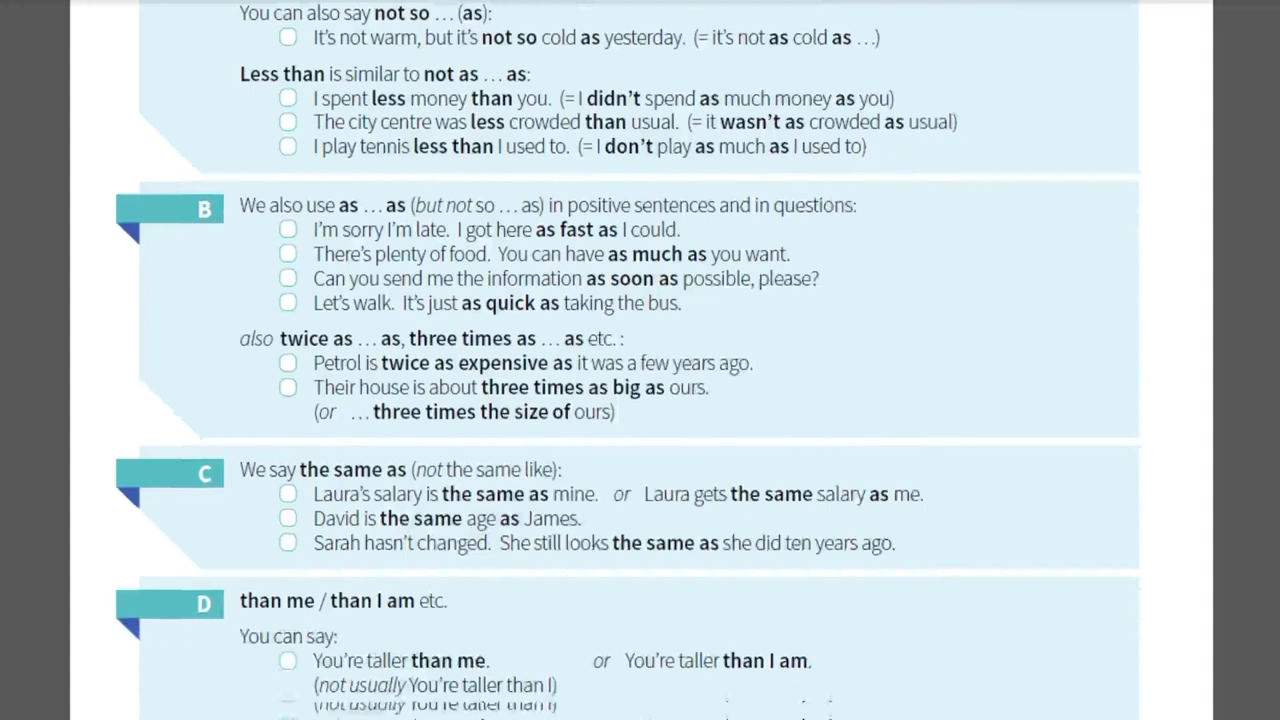 You can also say not so … (as):
It's not warm, but it's not so cold as yesterday. (= it's not as cold as …)
Less than is similar to not as … as:
I spent less money than you. (= I didn't spend as much money as you)
The city centre was less crowded than usual. (= it wasn't as crowded as usual)
I play tennis less than I used to. (= I don't play as much as I used to)
B We also use as … as (but not so … as) in positive sentences and in questions:
I'm sorry I'm late. I got here as fast as I could.
There's plenty of food. You can have as much as you want.
Can you send me the information as soon as possible, please?
Let's walk. It's just as quick as taking the bus.
also twice as … as, three times as … as etc. :
Petrol is twice as expensive as it was a few years ago.
Their house is about three times as big as ours.
(or … three times the size of ours)
C We say the same as (not the same like):
Laura's salary is the same as mine. or Laura gets the same salary as me.
David is the same age as James.
Sarah hasn't changed. She still looks the same as she did ten years ago.
D than me / than I am etc.
You can say:
You're taller than me. or You're taller than I am.
(not usually You're taller than I)
(not usually You're taller than I)